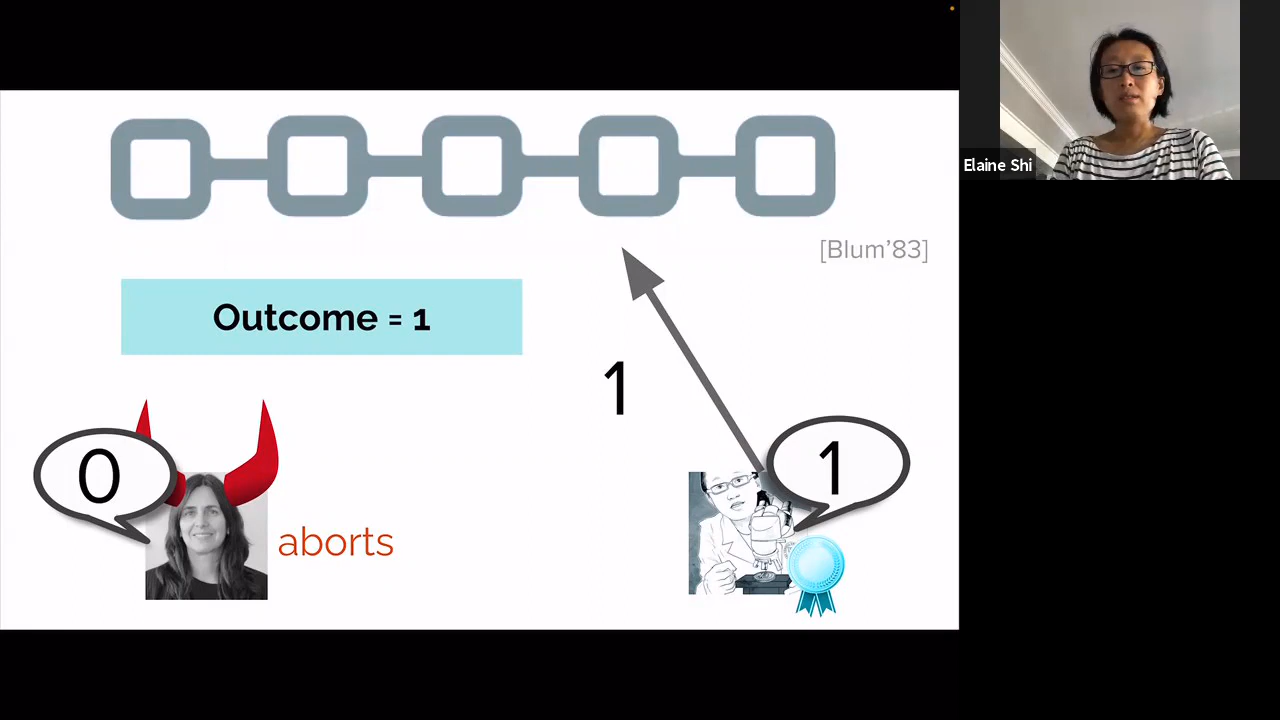 Elaine Shi
[Blum'83]
Outcome = 1
1
0
1
aborts